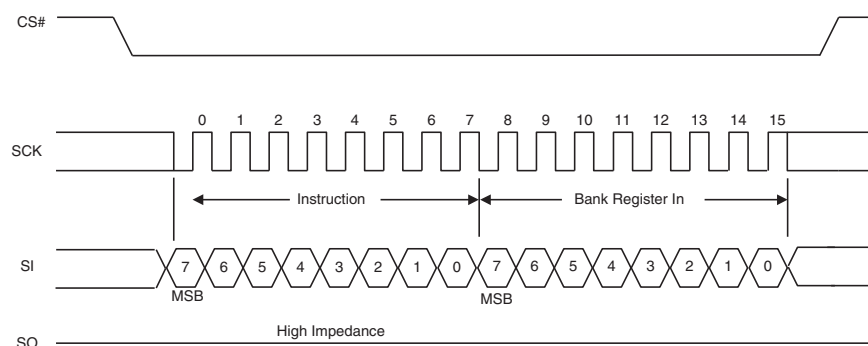 CS#
0 1 2 3 4 5 6 7 8 9 10 11 12 13 14 15
SCK
Instruction Bank Register In
SI 7 6 5 4 3 2 1 0 7 6 5 4 3 2 1 0
MSB MSB
High Impedance
SO